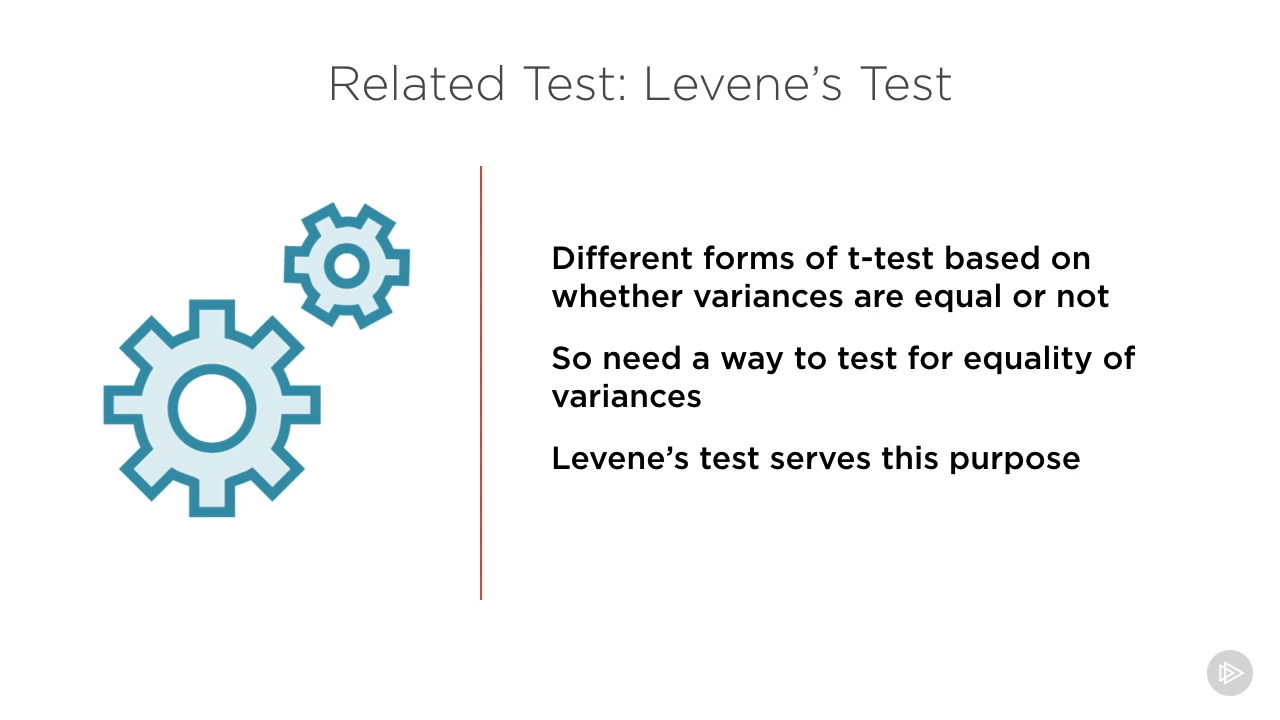 Related Test: Levene’s Test
Different forms of t-test based on
whether variances are equal or not
So need a way to test for equality of
variances
Levene’s test serves this purpose